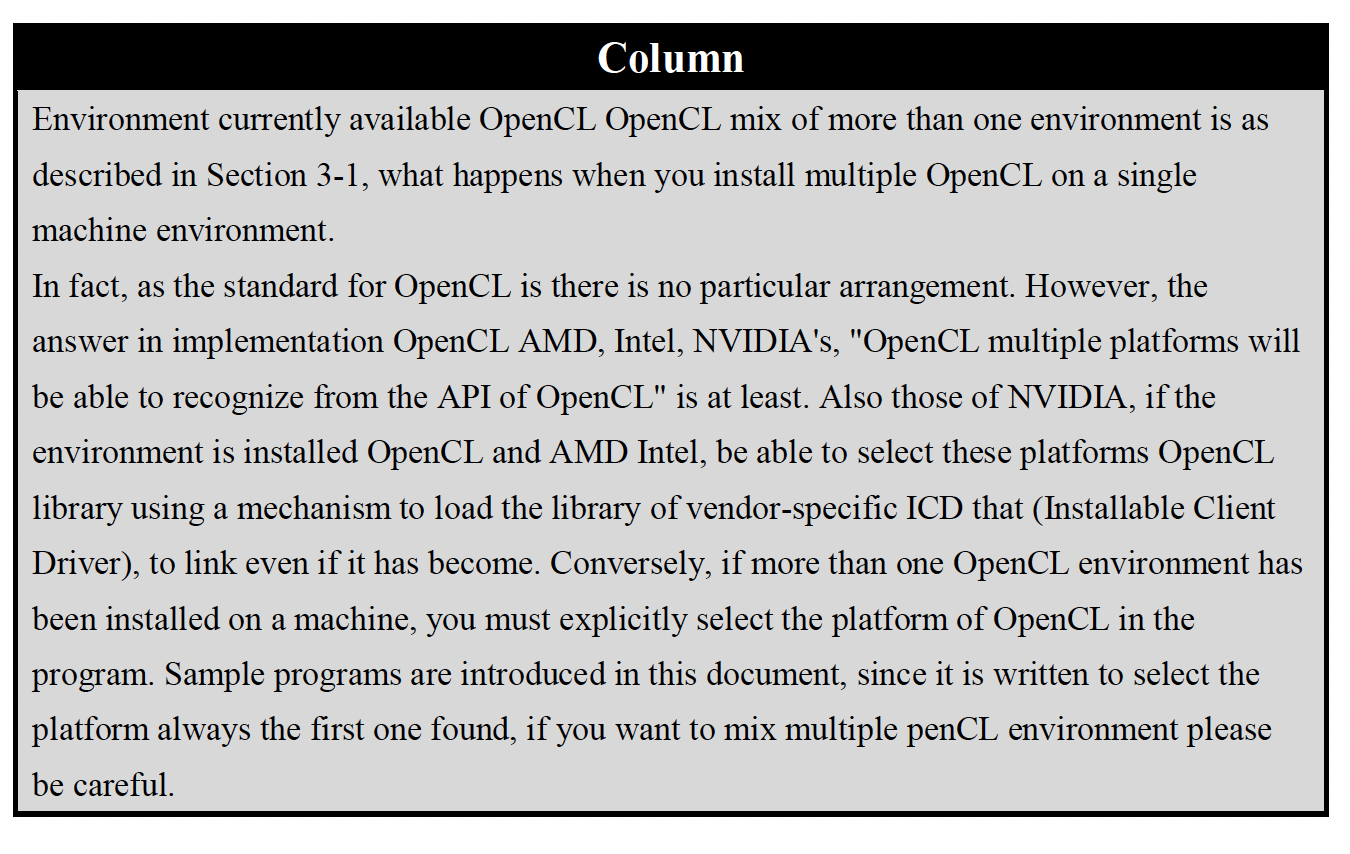 Column
Environment currently available OpenCL OpenCL mix of more than one environment is as
described in Section 3-1, what happens when you install multiple OpenCL on a single
machine environment.
In fact, as the standard for OpenCL is there is no particular arrangement. However, the
answer in implementation OpenCL AMD, Intel, NVIDIA's, "OpenCL multiple platforms will
be able to recognize from the API of OpenCL" is at least. Also those of NVIDIA, if the
environment is installed OpenCL and AMD Intel, be able to select these platforms OpenCL
library using a mechanism to load the library of vendor-specific ICD that (Installable Client
Driver), to link even if it has become. Conversely, if more than one OpenCL environment has
been installed on a machine, you must explicitly select the platform of OpenCL in the
program. Sample programs are introduced in this document, since it is written to select the
platform always the first one found, if you want to mix multiple penCL environment please
be careful.